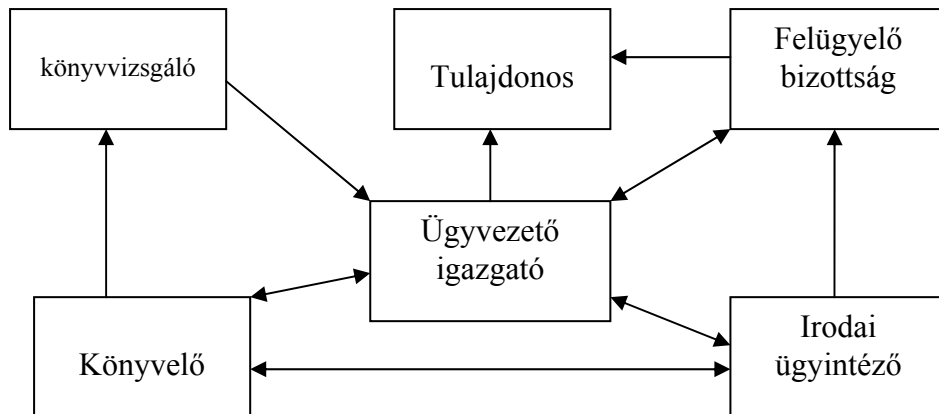 könyvvizsgáló
Tulajdonos
Felügyelő
bizottság
Ügyvezető
igazgató
Könyvelő
Irodai
ügyintéző